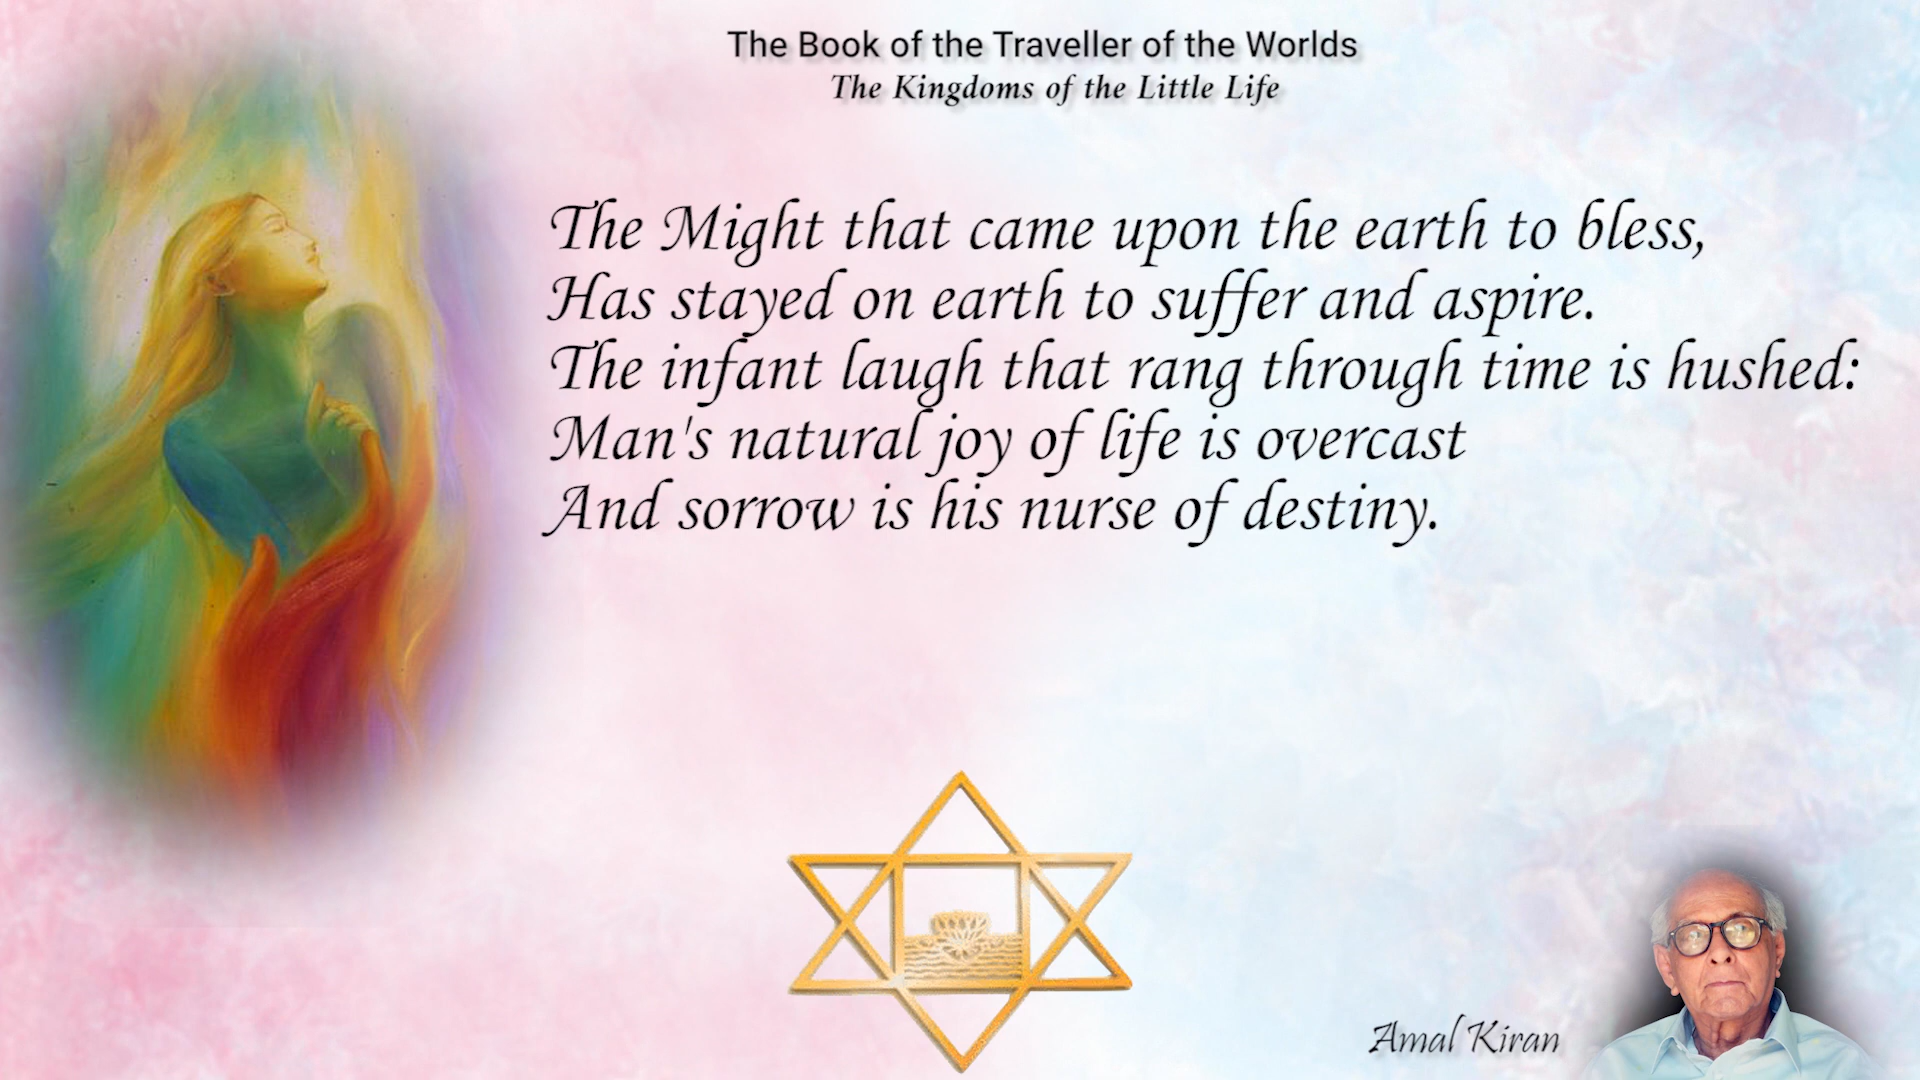 The Book of the Traveller of the Worlds
The Kingdoms of the Little Life
The Might that came upon the earth to bless,
Has stayed on earth to suffer and aspire.
The infant laugh that rang through time is hushed:
Man's natural joy of life is overcast
And sorrow is his nurse of destiny.
Amal Kiran